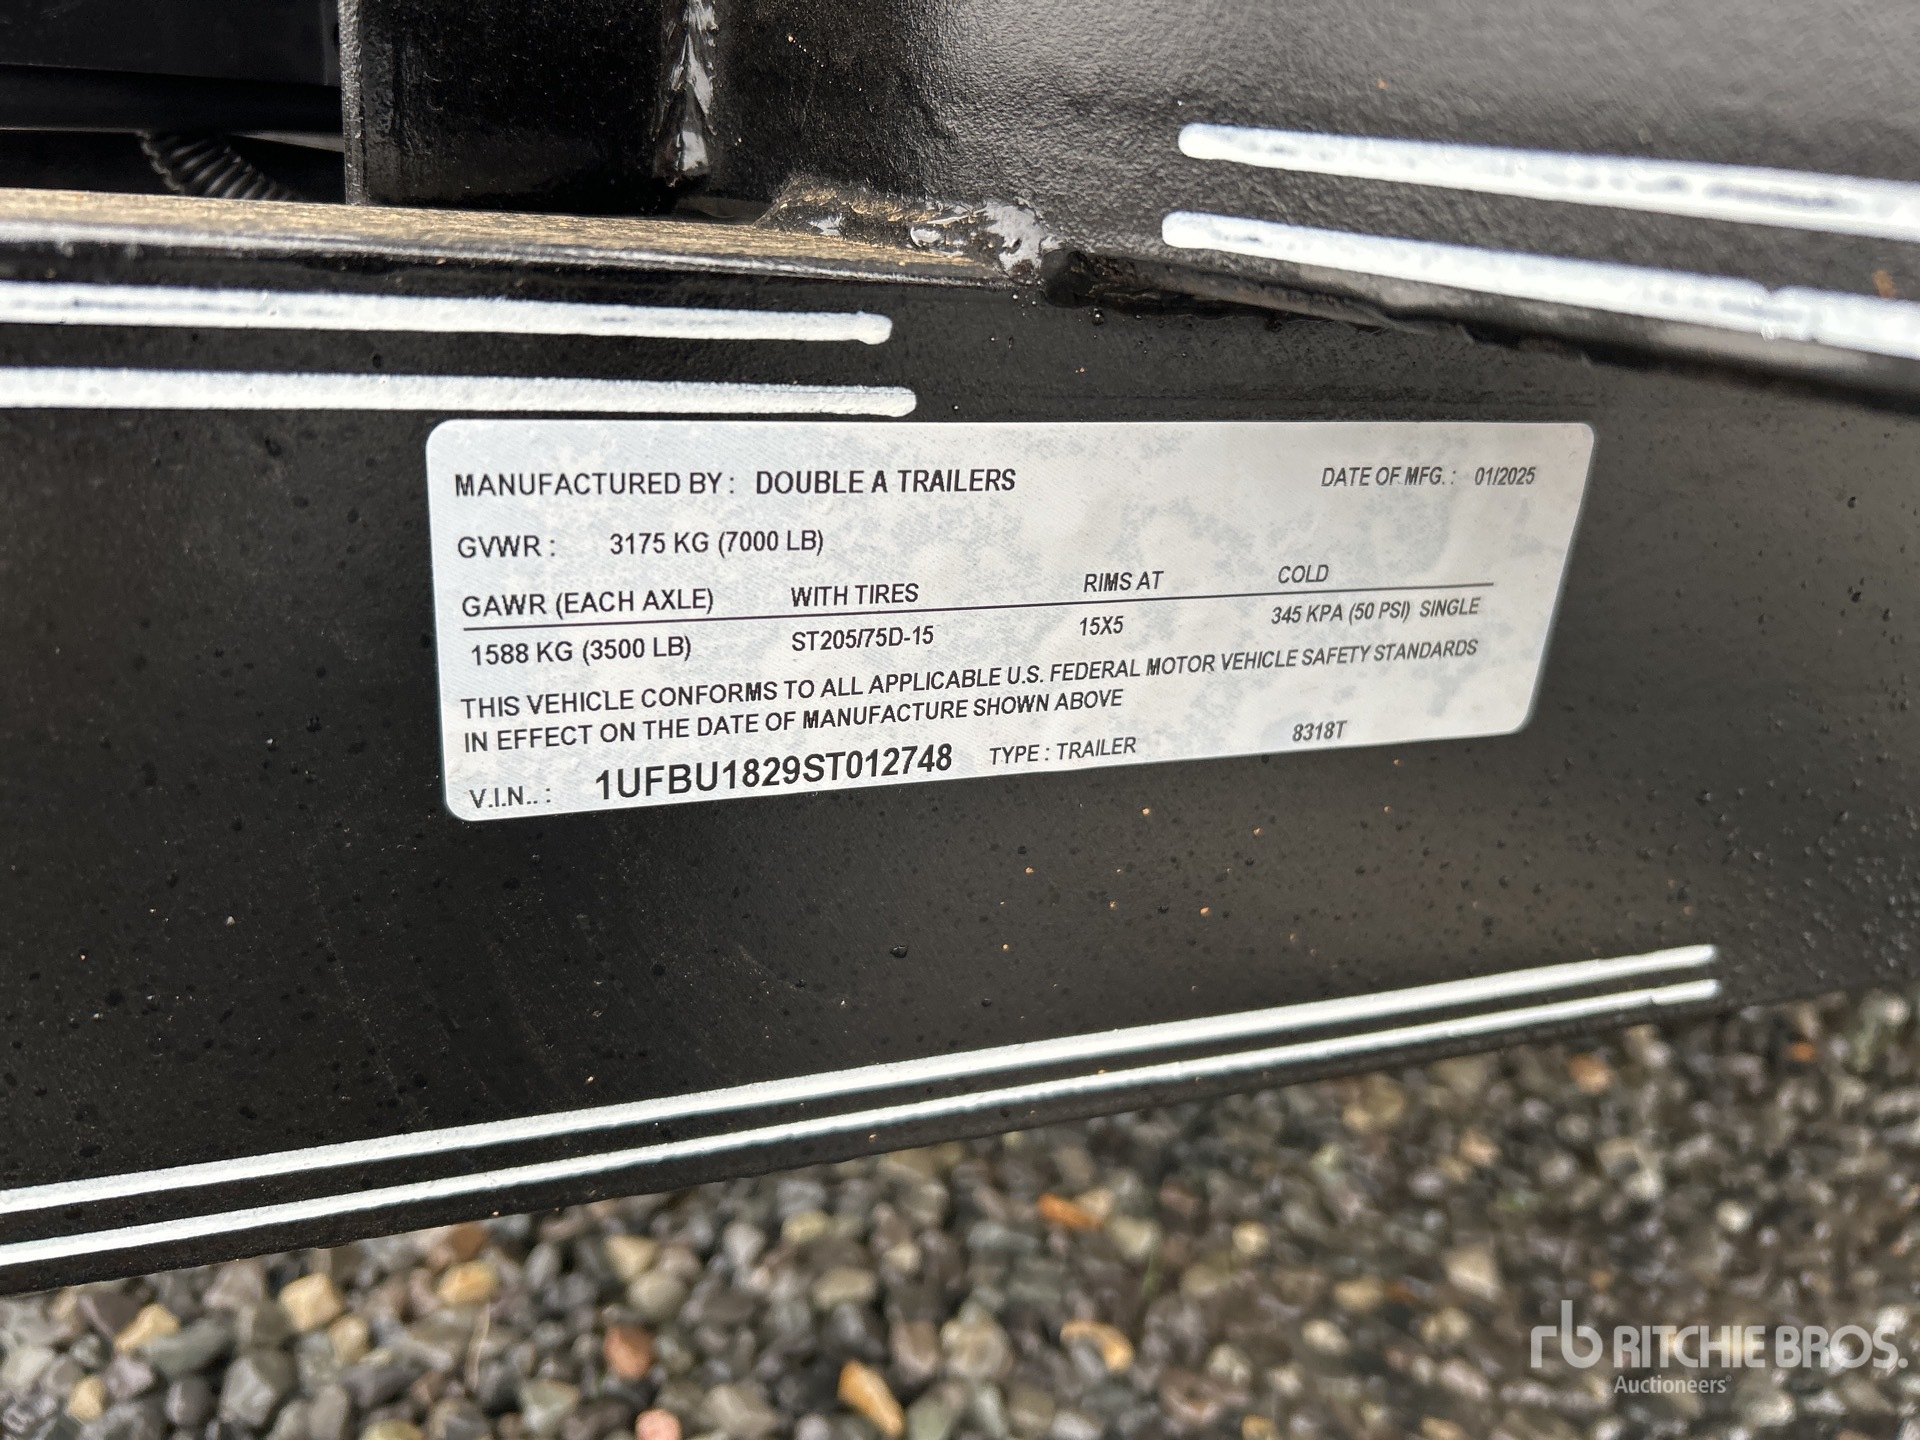 MANUFACTURED BY : DOUBLE A TRAILERS DATE OF MFG. : 01/2025
GVWR : 3175 KG (7000 LB)
GAWR (EACH AXLE) WITH TIRES RIMS AT COLD
1588 KG (3500 LB) ST205/75D-15 15X5 345 KPA (50 PSI) SINGLE
THIS VEHICLE CONFORMS TO ALL APPLICABLE U.S. FEDERAL MOTOR VEHICLE SAFETY STANDARDS
IN EFFECT ON THE DATE OF MANUFACTURE SHOWN ABOVE
V.I.N.. : 1UFBU1829ST012748 TYPE : TRAILER 8318T
rb RITCHIE BROS.
Auctioneers